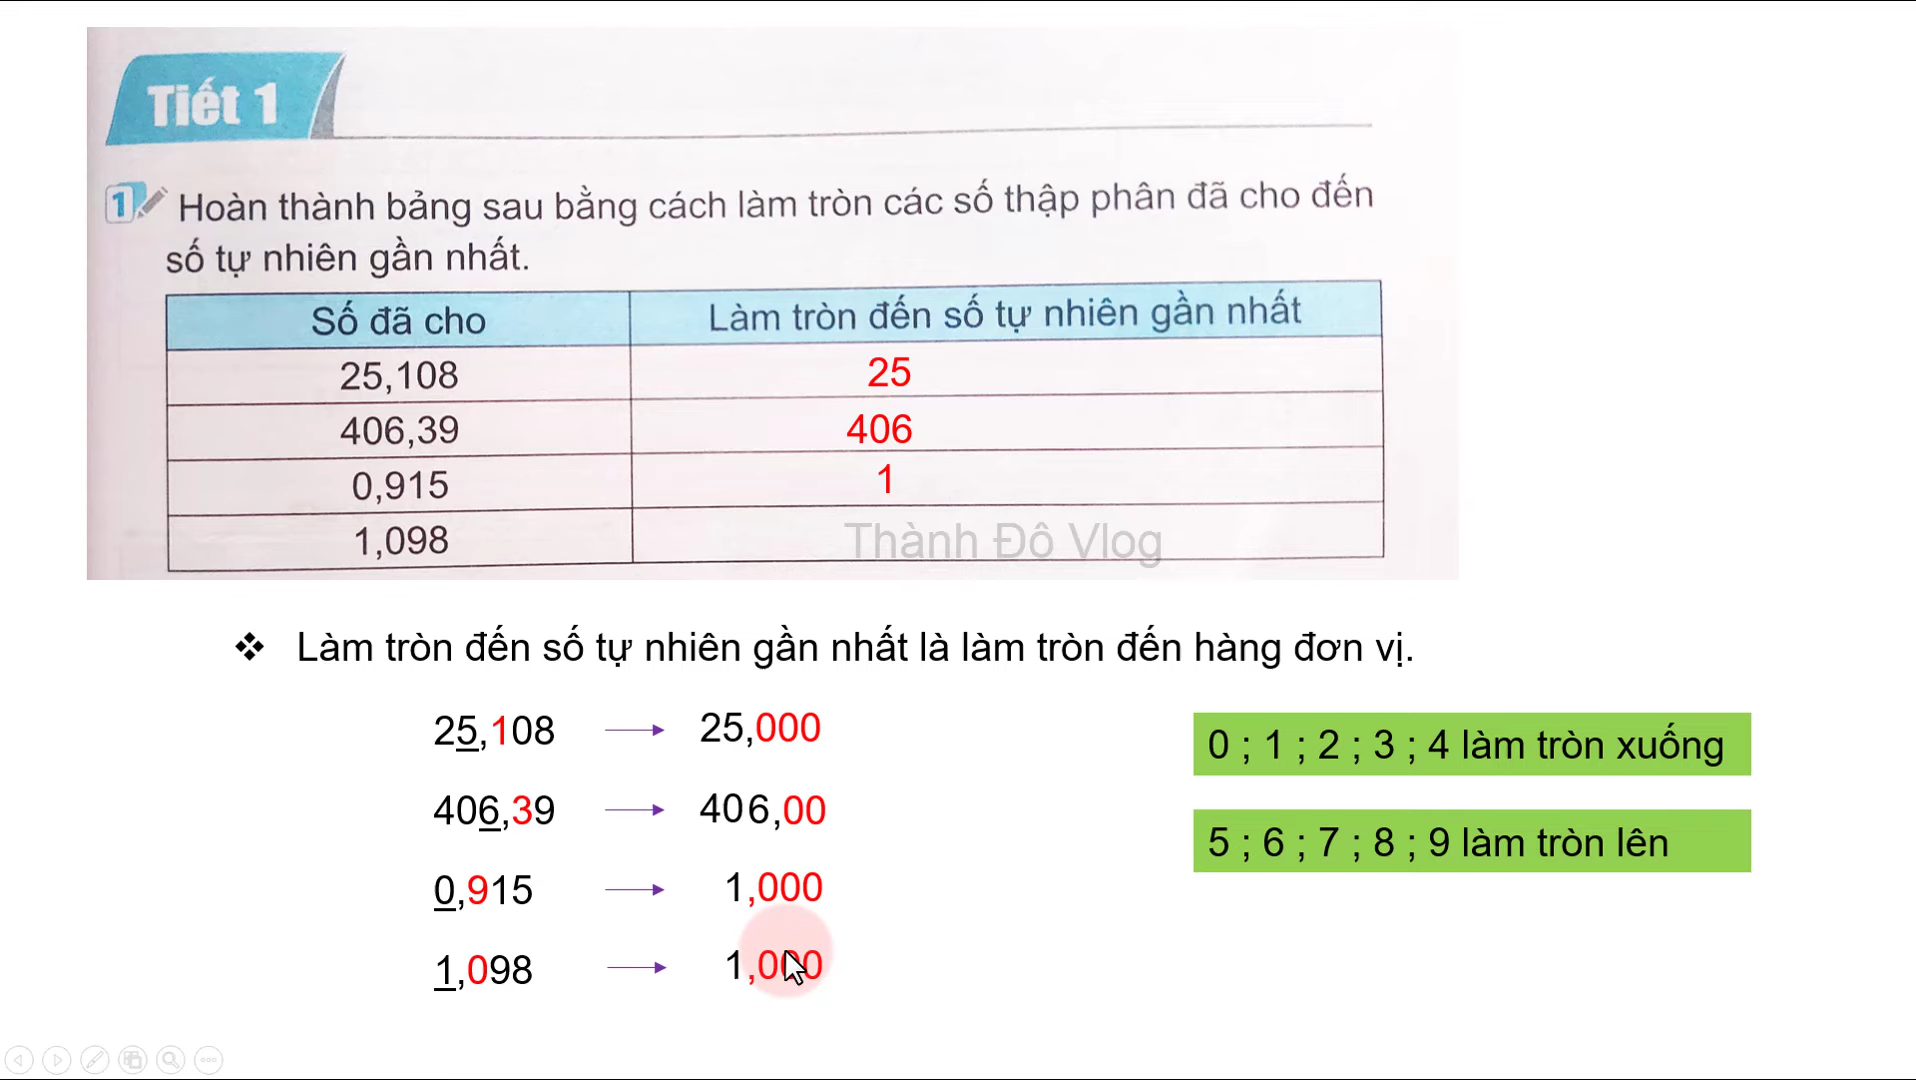 Tiết 1
1 Hoàn thành bảng sau bằng cách làm tròn các số thập phân đã cho đến
số tự nhiên gần nhất.
Số đã cho Làm tròn đến số tự nhiên gần nhất
25,108 25
406,39 406
0,915 1
1,098
Thành Đô Vlog
❖ Làm tròn đến số tự nhiên gần nhất là làm tròn đến hàng đơn vị.
25,108 → 25,000
0 ; 1 ; 2 ; 3 ; 4 làm tròn xuống
406,39 → 406,00
5 ; 6 ; 7 ; 8 ; 9 làm tròn lên
0,915 → 1,000
1,098 → 1,000